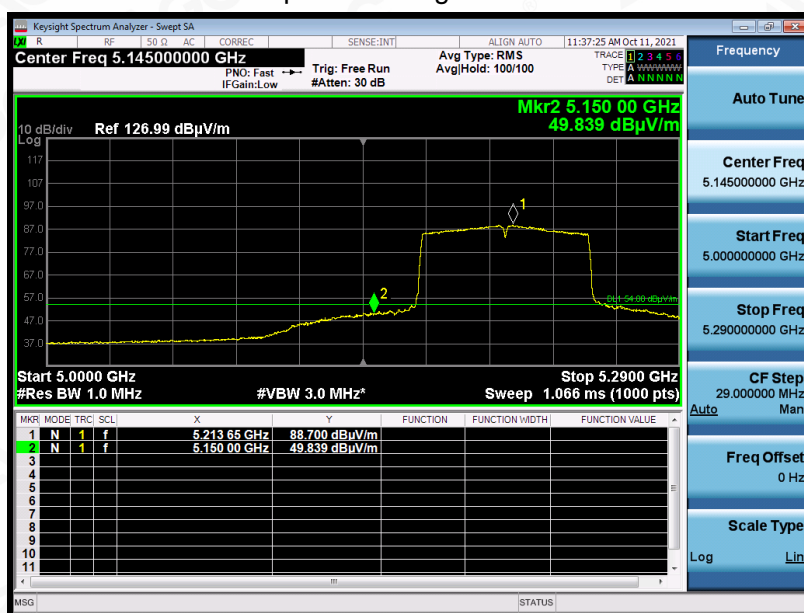 Keysight Spectrum Analyzer - Swept SA
LXI R RF 50 Ω AC CORREC SENSE:INT ALIGN AUTO 11:37:25 AM Oct 11, 2021
Center Freq 5.145000000 GHz
PNO: Fast
IFGain:Low
Trig: Free Run
#Atten: 30 dB
Avg Type: RMS
Avg|Hold: 100/100
TRACE 1 2 3 4 5 6
TYPE A WWWWW
DET A N N N N N
Mkr2 5.150 00 GHz
49.839 dBµV/m
10 dB/div Ref 126.99 dBµV/m
Log
117
107
97.0
87.0
77.0
67.0
57.0
47.0
37.0
1
2
DL1 54.00 dBµV/m
Start 5.0000 GHz Stop 5.2900 GHz
#Res BW 1.0 MHz #VBW 3.0 MHz* Sweep 1.066 ms (1000 pts)
MKR MODE TRC SCL X Y FUNCTION FUNCTION WIDTH FUNCTION VALUE
1 N 1 f 5.213 65 GHz 88.700 dBµV/m
2 N 1 f 5.150 00 GHz 49.839 dBµV/m
3
4
5
6
7
8
9
10
11
MSG STATUS
Frequency
Auto Tune
Center Freq
5.145000000 GHz
Start Freq
5.000000000 GHz
Stop Freq
5.290000000 GHz
CF Step
29.000000 MHz
Auto Man
Freq Offset
0 Hz
Scale Type
Log Lin